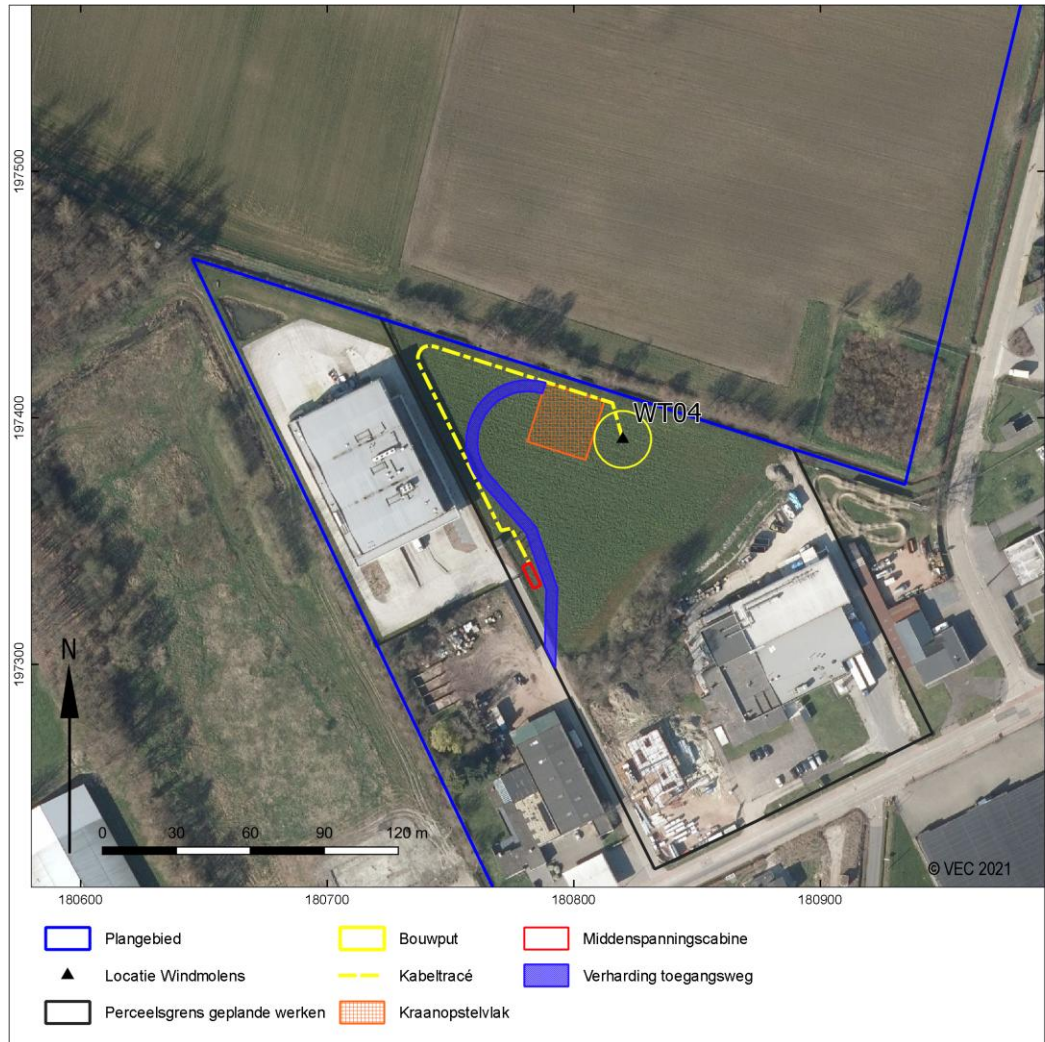 197500
197400
197300
WT04
N
0 30 60 90 120 m
© VEC 2021
180600 180700 180800 180900
Plangebied
Locatie Windmolens
Perceelsgrens geplande werken
Bouwput
Kabeltracé
Kraanopstelvlak
Middenspanningscabine
Verharding toegangsweg